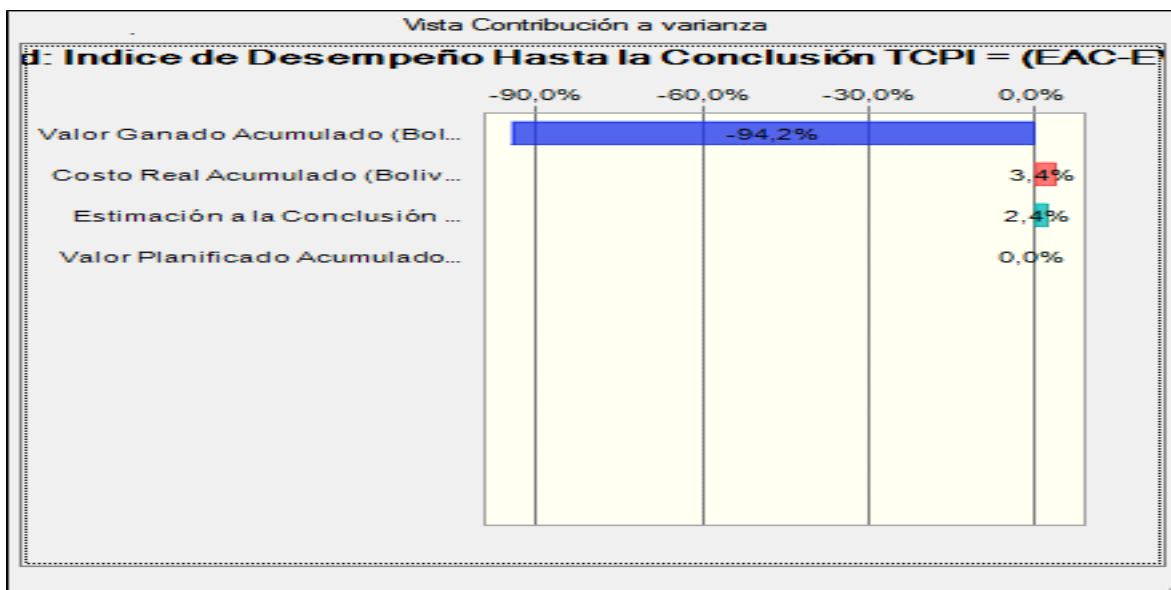 Vista Contribución a varianza
d: Indice de Desempeño Hasta la Conclusión TCPI = (EAC-E
-90,0% -60,0% -30,0% 0,0%
Valor Ganado Acumulado (Bol... -94,2%
Costo Real Acumulado (Boliv... 3,4%
Estimación a la Conclusión ... 2,4%
Valor Planificado Acumulado... 0,0%